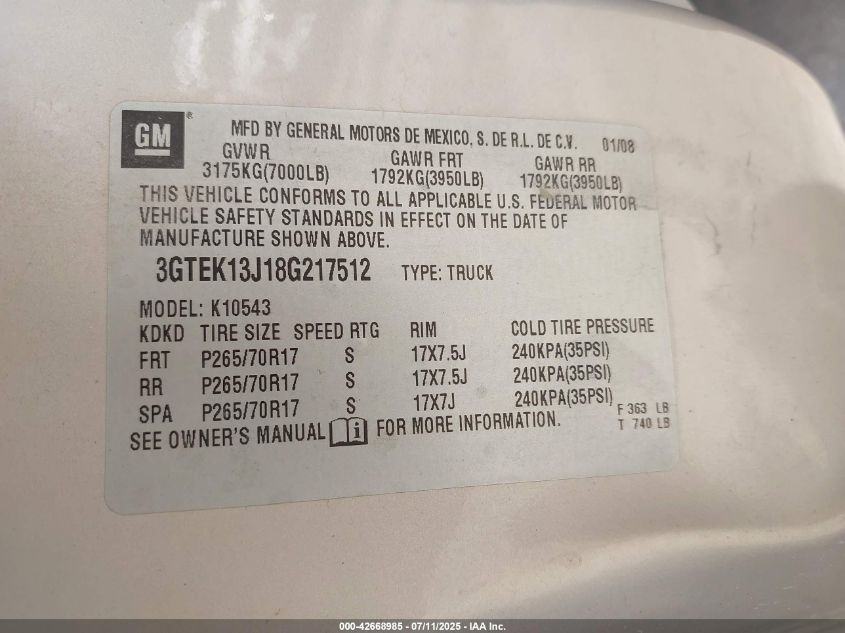 GM ®
MFD BY GENERAL MOTORS DE MEXICO, S. DE R.L. DE C.V. 01/08
GVWR GAWR FRT GAWR RR
3175KG(7000LB) 1792KG(3950LB) 1792KG(3950LB)
THIS VEHICLE CONFORMS TO ALL APPLICABLE U.S. FEDERAL MOTOR
VEHICLE SAFETY STANDARDS IN EFFECT ON THE DATE OF
MANUFACTURE SHOWN ABOVE.
3GTEK13J18G217512 TYPE: TRUCK
MODEL: K10543
KDKD TIRE SIZE SPEED RTG RIM COLD TIRE PRESSURE
FRT P265/70R17 S 17X7.5J 240KPA(35PSI)
RR P265/70R17 S 17X7.5J 240KPA(35PSI)
SPA P265/70R17 S 17X7J 240KPA(35PSI)
SEE OWNER'S MANUAL i FOR MORE INFORMATION.
F 363 LB
T 740 LB
000-42668985 - 07/11/2025 - IAA Inc.